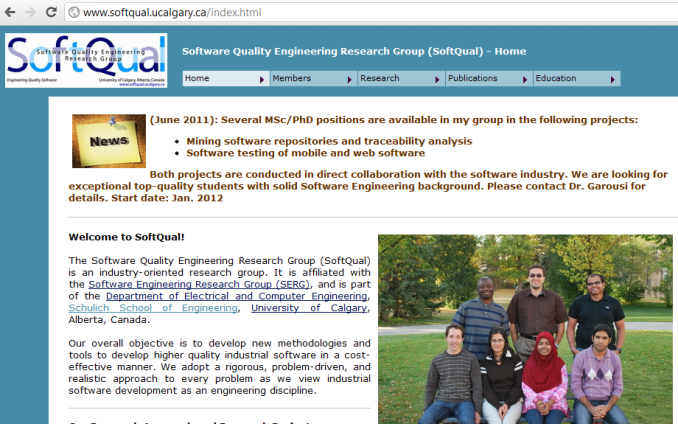 www.softqual.ucalgary.ca/index.html
SoftQual
Software Quality Engineering
Research Group
Engineering Quality Software
University of Calgary, Alberta, Canada
www.softqual.ucalgary.ca
Software Quality Engineering Research Group (SoftQual) - Home
Home Members Research Publications Education
News
(June 2011): Several MSc/PhD positions are available in my group in the following projects:
• Mining software repositories and traceability analysis
• Software testing of mobile and web software
Both projects are conducted in direct collaboration with the software industry. We are looking for
exceptional top-quality students with solid Software Engineering background. Please contact Dr. Garousi for
details. Start date: Jan. 2012
Welcome to SoftQual!
The Software Quality Engineering Research Group (SoftQual)
is an industry-oriented research group. It is affiliated with
the Software Engineering Research Group (SERG), and is part
of the Department of Electrical and Computer Engineering,
Schulich School of Engineering, University of Calgary,
Alberta, Canada.
Our overall objective is to develop new methodologies and
tools to develop higher quality industrial software in a cost-
effective manner. We adopt a rigorous, problem-driven, and
realistic approach to every problem as we view industrial
software development as an engineering discipline.